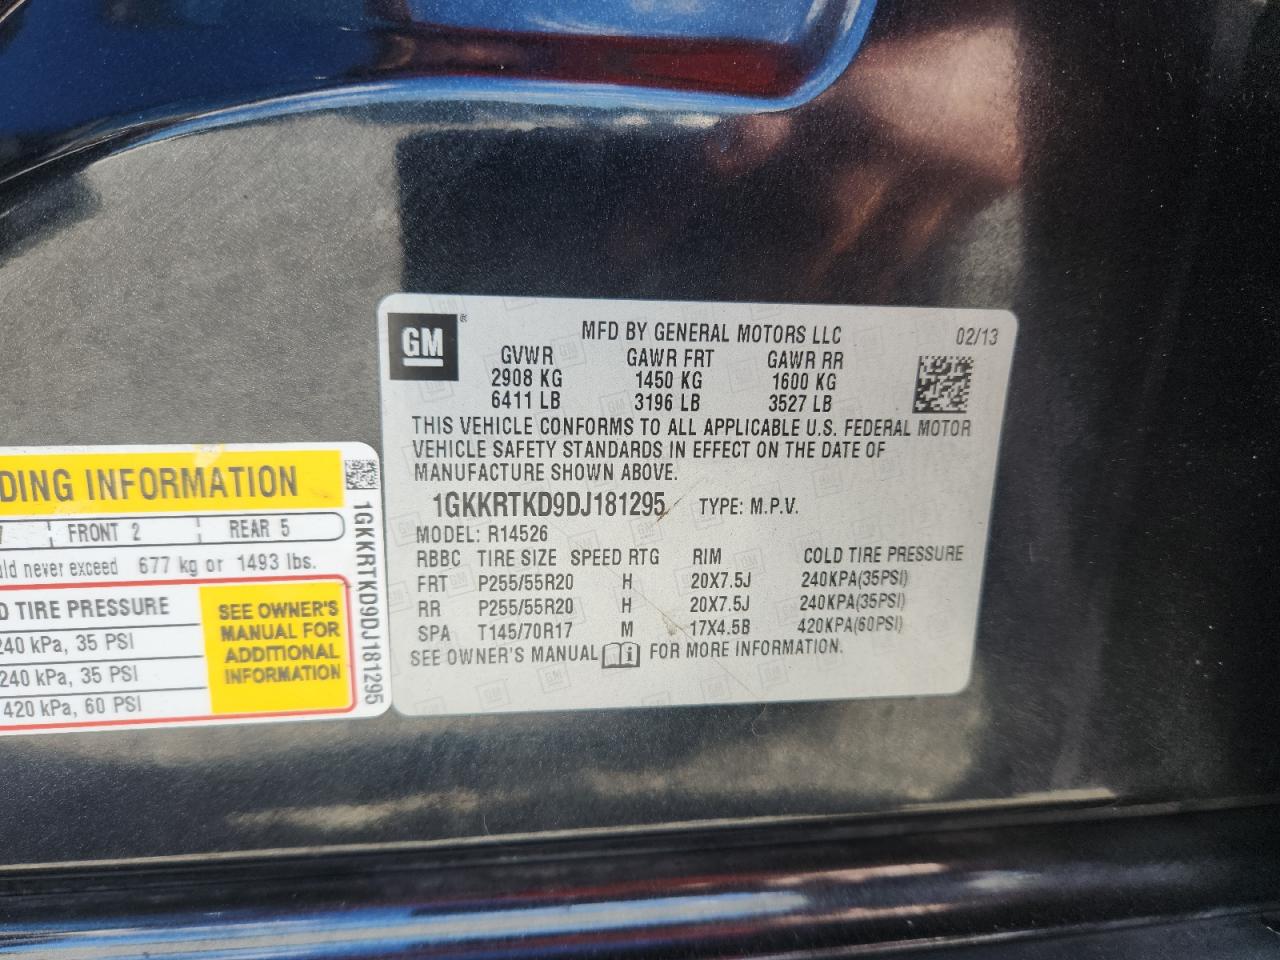 GM
®
MFD BY GENERAL MOTORS LLC 02/13
GVWR GAWR FRT GAWR RR
2908 KG 1450 KG 1600 KG
6411 LB 3196 LB 3527 LB
THIS VEHICLE CONFORMS TO ALL APPLICABLE U.S. FEDERAL MOTOR
VEHICLE SAFETY STANDARDS IN EFFECT ON THE DATE OF
MANUFACTURE SHOWN ABOVE.
1GKKRTKD9DJ181295 TYPE: M.P.V.
MODEL: R14526
RBBC TIRE SIZE SPEED RTG RIM COLD TIRE PRESSURE
FRT P255/55R20 H 20X7.5J 240KPA(35PSI)
RR P255/55R20 H 20X7.5J 240KPA(35PSI)
SPA T145/70R17 M 17X4.5B 420KPA(60PSI)
SEE OWNER'S MANUAL FOR MORE INFORMATION.
DING INFORMATION
FRONT 2 REAR 5
uld never exceed 677 kg or 1493 lbs.
D TIRE PRESSURE
240 kPa, 35 PSI
240 kPa, 35 PSI
420 kPa, 60 PSI
SEE OWNER'S
MANUAL FOR
ADDITIONAL
INFORMATION
1GKKRTKD9DJ181295